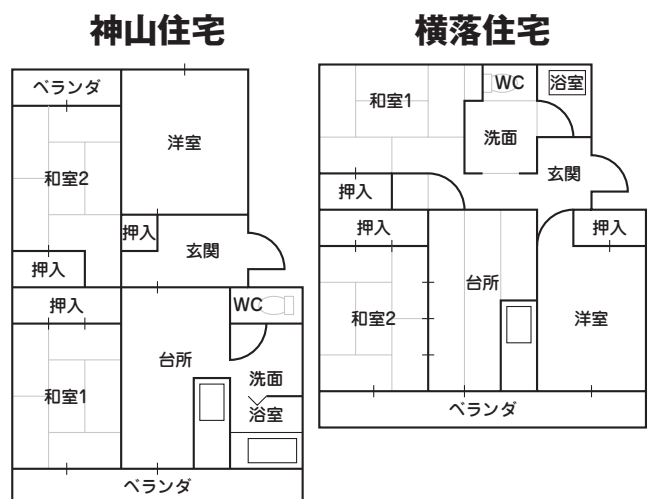 神山住宅
ベランダ
洋室
和室2
押入
玄関
押入
押入
WC
台所
洗面
和室1
浴室
ベランダ
横落住宅
WC
浴室
和室1
洗面
玄関
押入
押入
押入
台所
和室2
洋室
ベランダ